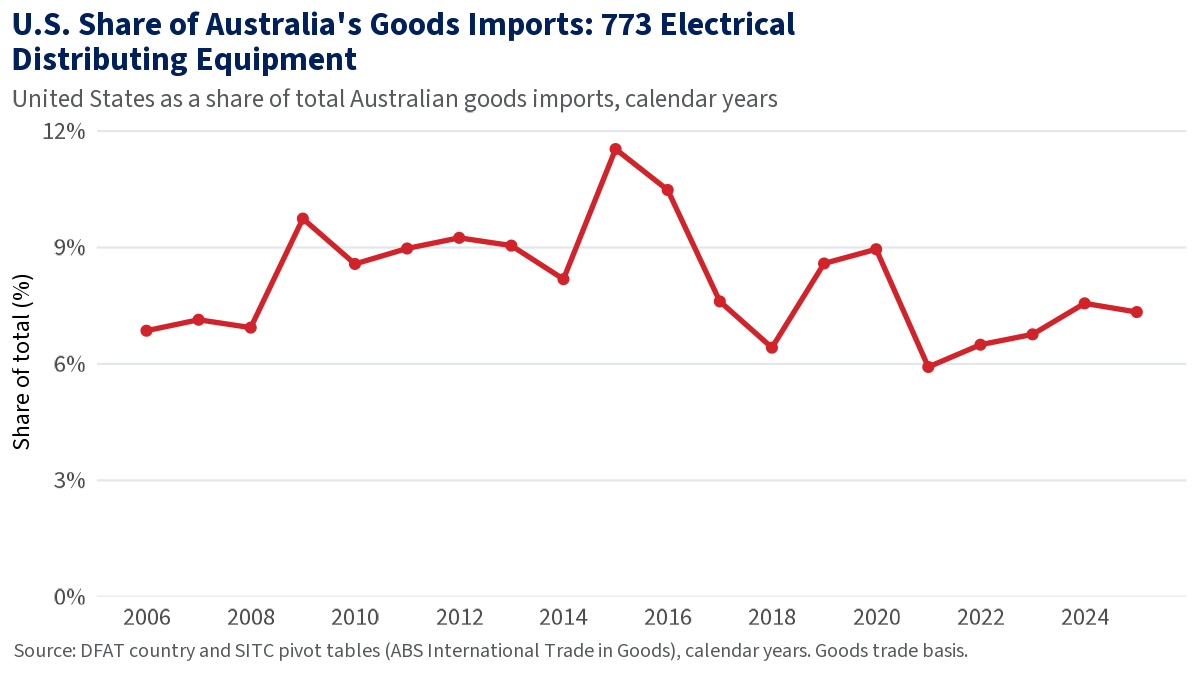 U.S. Share of Australia's Goods Imports: 773 Electrical
Distributing Equipment
United States as a share of total Australian goods imports, calendar years
Share of total (%)
12%
9%
6%
3%
0%
2006 2008 2010 2012 2014 2016 2018 2020 2022 2024
Source: DFAT country and SITC pivot tables (ABS International Trade in Goods), calendar years. Goods trade basis.